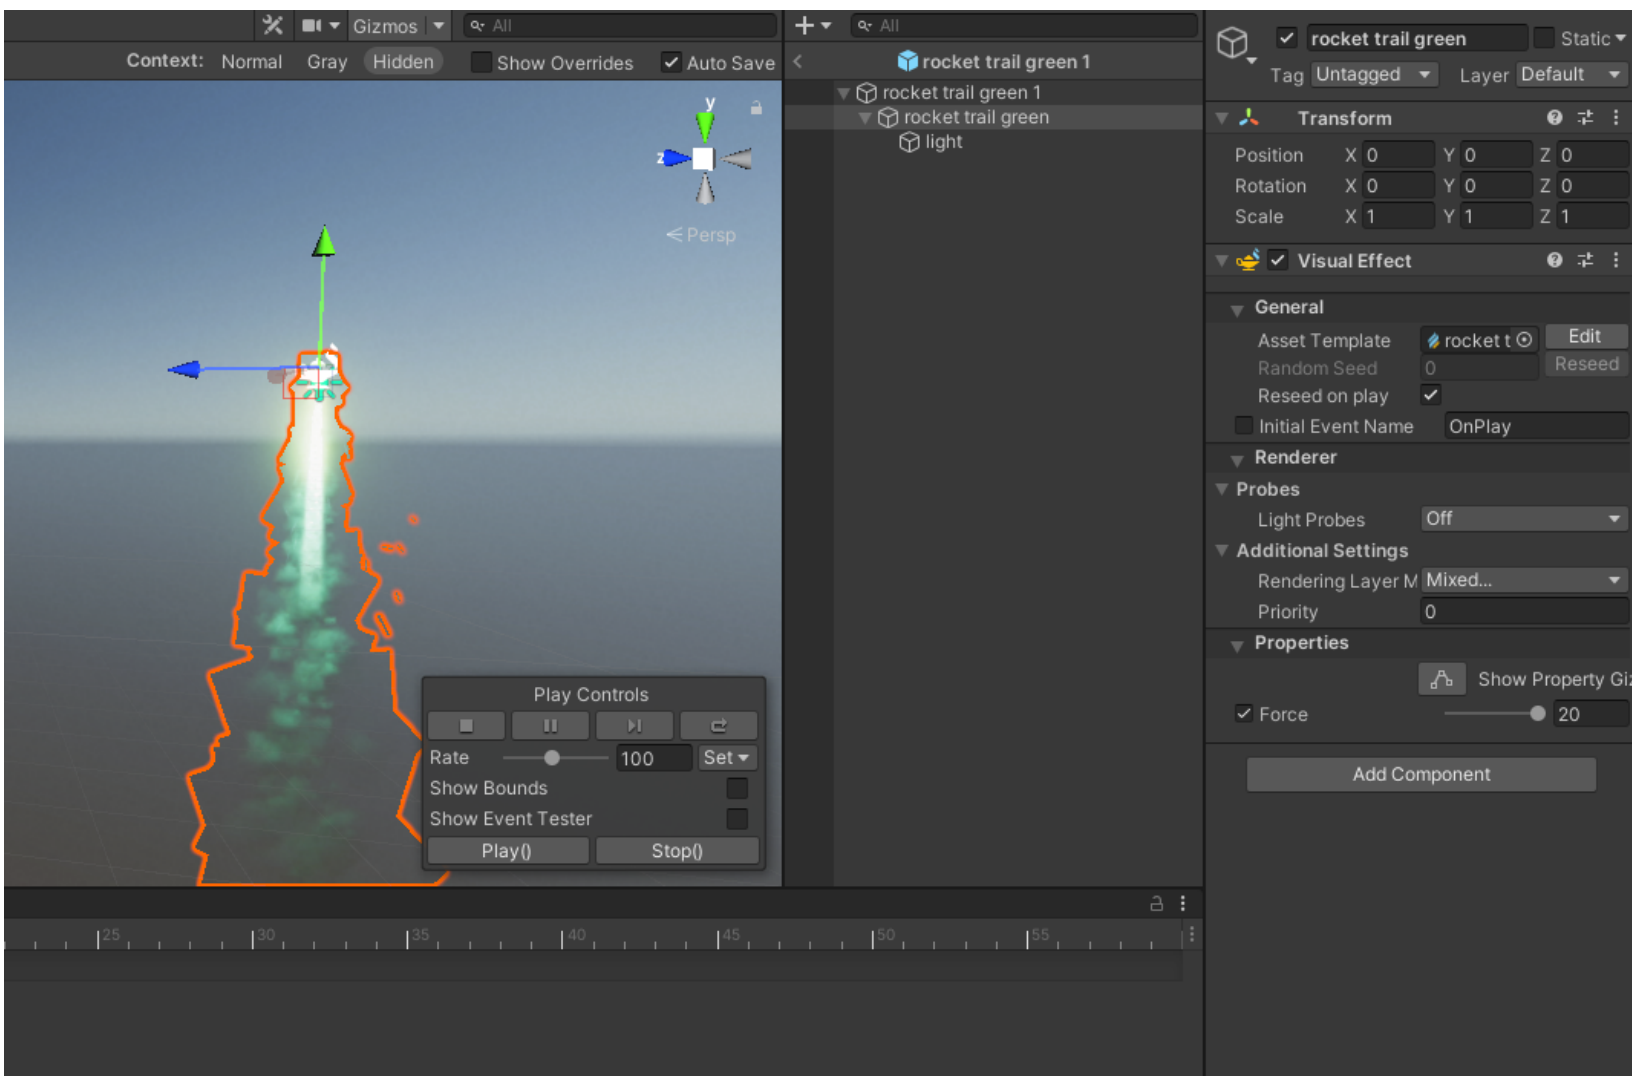 Gizmos All
All
Context: Normal Gray Hidden Show Overrides Auto Save
rocket trail green 1
rocket trail green 1
rocket trail green
light
y
z
Persp
rocket trail green Static
Tag Untagged Layer Default
Transform
Position X 0 Y 0 Z 0
Rotation X 0 Y 0 Z 0
Scale X 1 Y 1 Z 1
Visual Effect
General
Asset Template rocket t Edit
Random Seed 0 Reseed
Reseed on play
Initial Event Name OnPlay
Renderer
Probes
Light Probes Off
Additional Settings
Rendering Layer M Mixed...
Priority 0
Properties
Show Property Giz
Force 20
Add Component
Play Controls
Rate 100 Set
Show Bounds
Show Event Tester
Play() Stop()
25 30 35 40 45 50 55